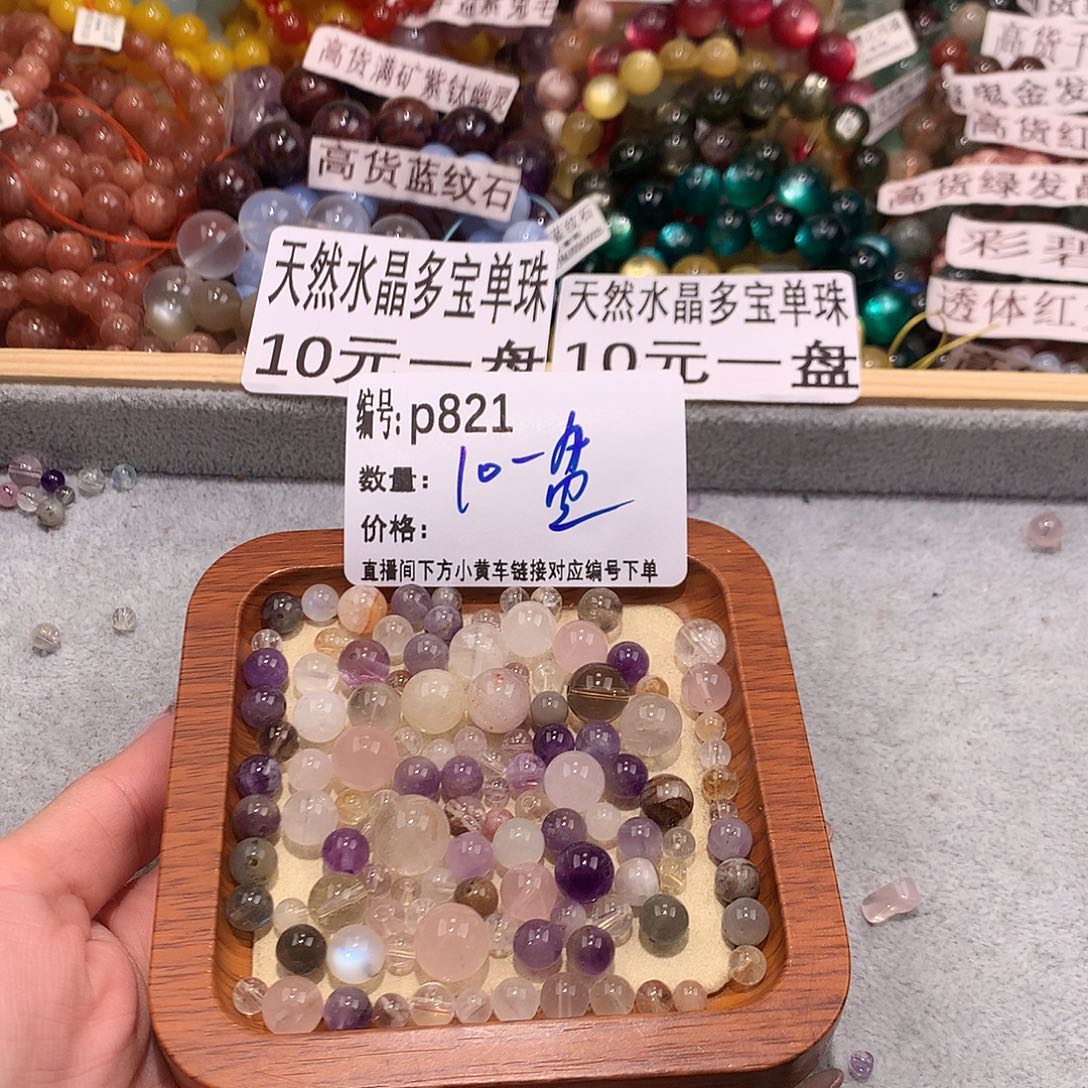 高货满矿紫钛幽灵
高货蓝纹石
天然水晶多宝单珠
10元一盘
天然水晶多宝单珠
10元一盘
编号: p821
数量: 10一盘
价格:
直播间下方小黄车链接对应编号下单
高货红
高货绿发
彩碧
透体红